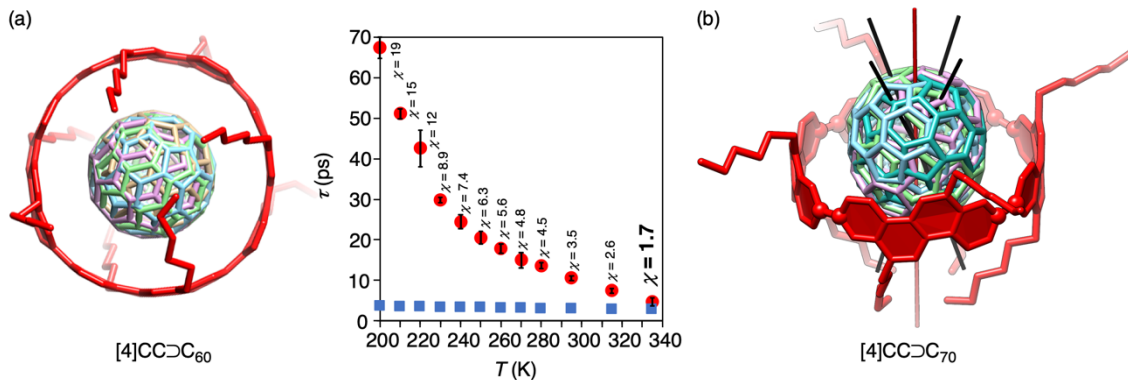 (a)
[4]CC⊃C₆₀
τ (ps)
70
60
50
40
30
20
10
0
χ = 19
χ = 15
χ = 12
χ = 8.9
χ = 7.4
χ = 6.3
χ = 5.6
χ = 4.8
χ = 4.5
χ = 3.5
χ = 2.6
χ = 1.7
200 220 240 260 280 300 320 340
T (K)
(b)
[4]CC⊃C₇₀